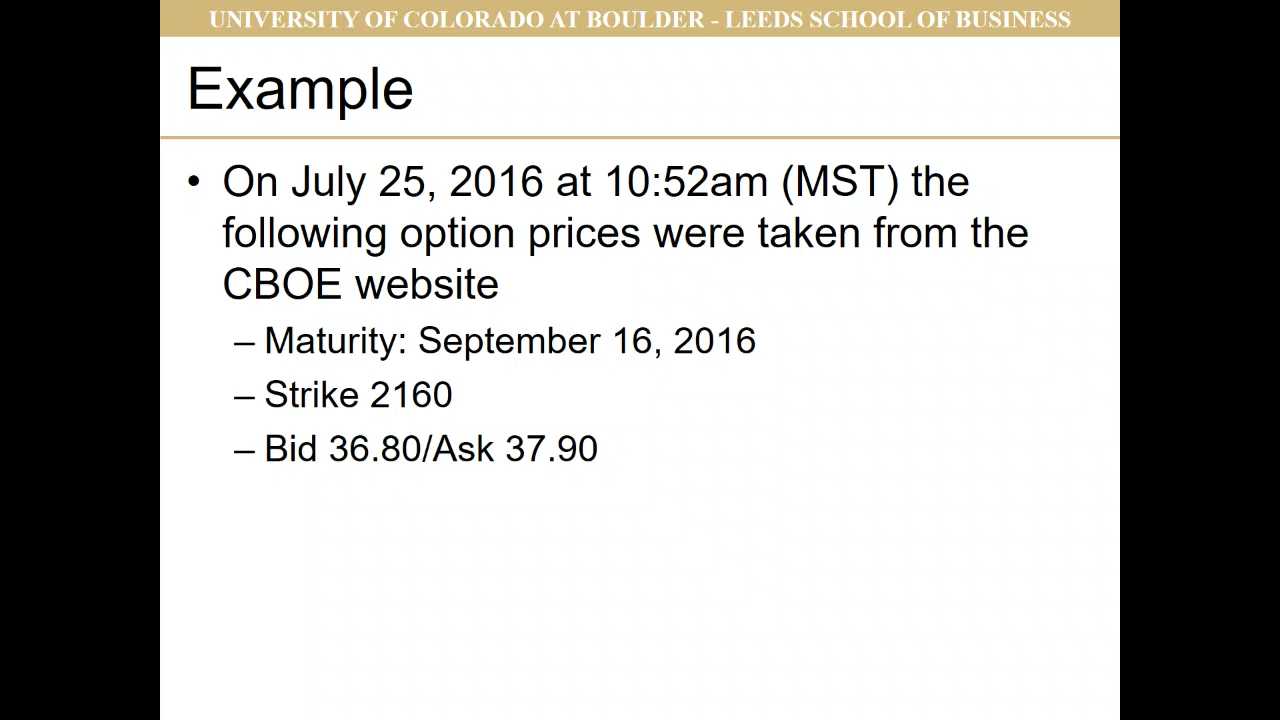 UNIVERSITY OF COLORADO AT BOULDER - LEEDS SCHOOL OF BUSINESS
Example
• On July 25, 2016 at 10:52am (MST) the
following option prices were taken from the
CBOE website
– Maturity: September 16, 2016
– Strike 2160
– Bid 36.80/Ask 37.90